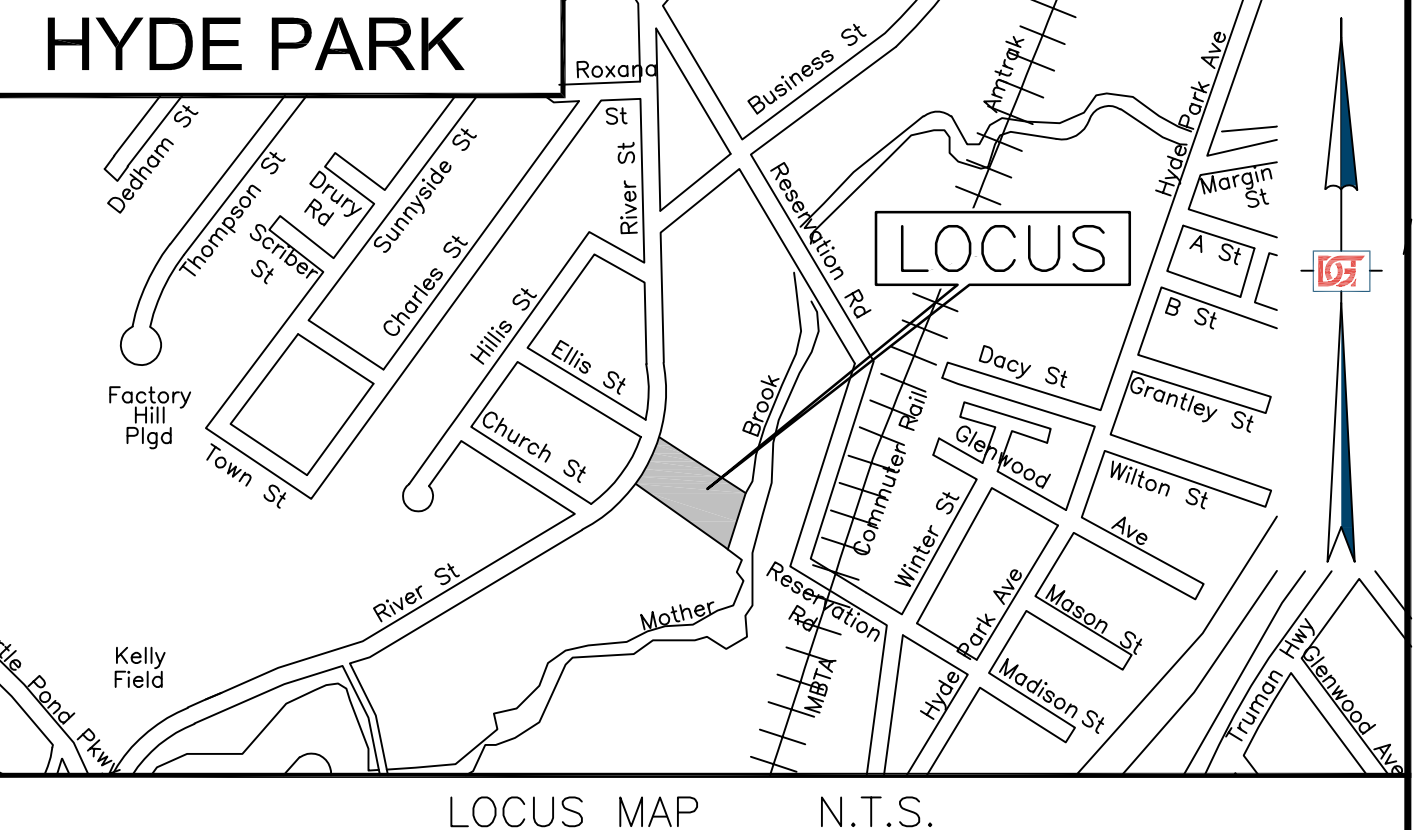 HYDE PARK
Roxana
St
Business St
Amtrak
Hyde Park Ave
Dedham St
Thompson St
Drury
Rd
Sunnyside St
River St
Reservation Rd
Margin
St
Scriber
St
Charles St
LOCUS
A St
DGT
B St
Hillis St
Ellis St
Dacy St
Factory
Hill
Plgd
Brook
Grantley St
Church St
Commuter Rail
Glenwood
Town St
Wilton St
Winter St
Ave
River St
Reservation
Rd
Mother
Park Ave
Mason St
Kelly
Field
tle Pond Pkwy
MBTA
Hyde
Madison St
Truman Hwy
Glenwood Ave
LOCUS MAP N.T.S.